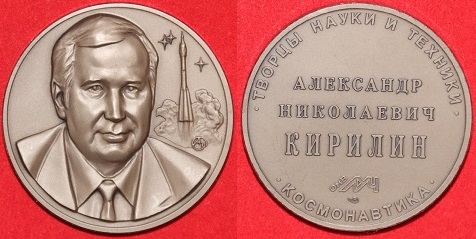 ТВОРЦЫ НАУКИ И ТЕХНИКИ
АЛЕКСАНДР
НИКОЛАЕВИЧ
КИРИЛИН
КОСМОНАВТИКА